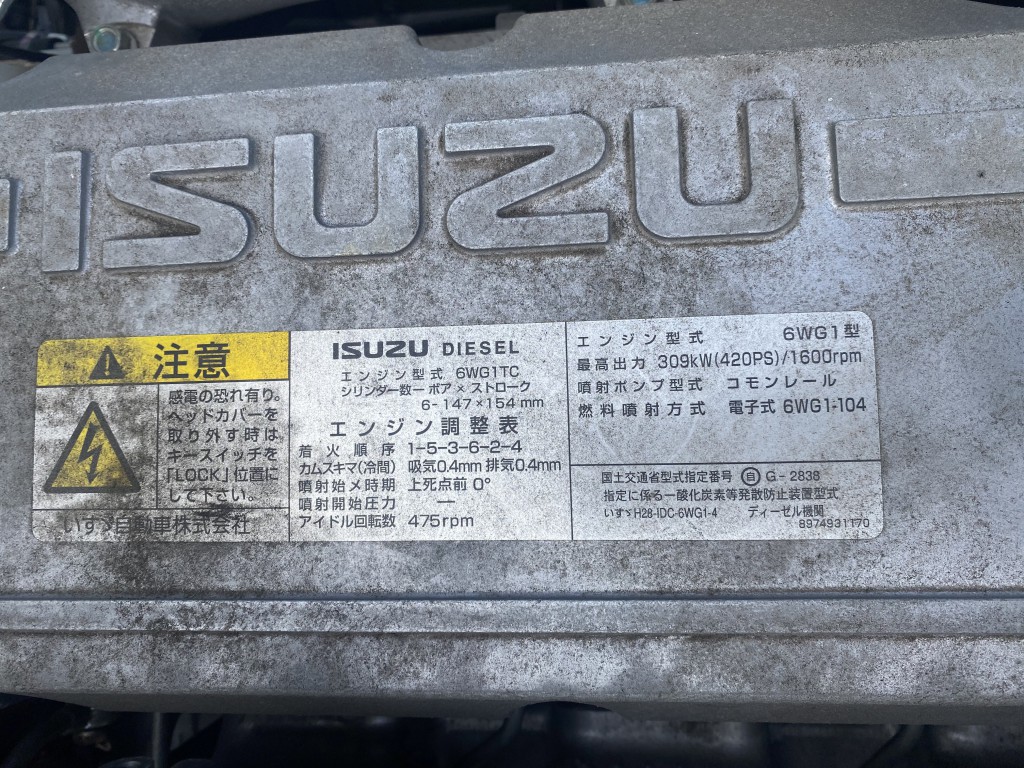 ISUZU
注意
感電の恐れ有り。
ヘッドカバーを
取り外す時は
キースイッチを
「LOCK」位置に
して下さい。
いすゞ自動車株式会社
ISUZU DIESEL
エンジン型式 6WG1TC
シリンダー数ー ボア×ストローク
6-147×154mm
エンジン調整表
着火順序 1-5-3-6-2-4
カムスキマ(冷間) 吸気0.4mm 排気0.4mm
噴射始メ時期 上死点前 0°
噴射開始圧力 —
アイドル回転数 475rpm
エンジン型式 6WG1型
最高出力 309kW(420PS)/1600rpm
噴射ポンプ型式 コモンレール
燃料噴射方式 電子式 6WG1-104
国土交通省型式指定番号 自 G-2838
指定に係る一酸化炭素等発散防止装置型式
いすゞH28-IDC-6WG1-4 ディーゼル機関
8974931170